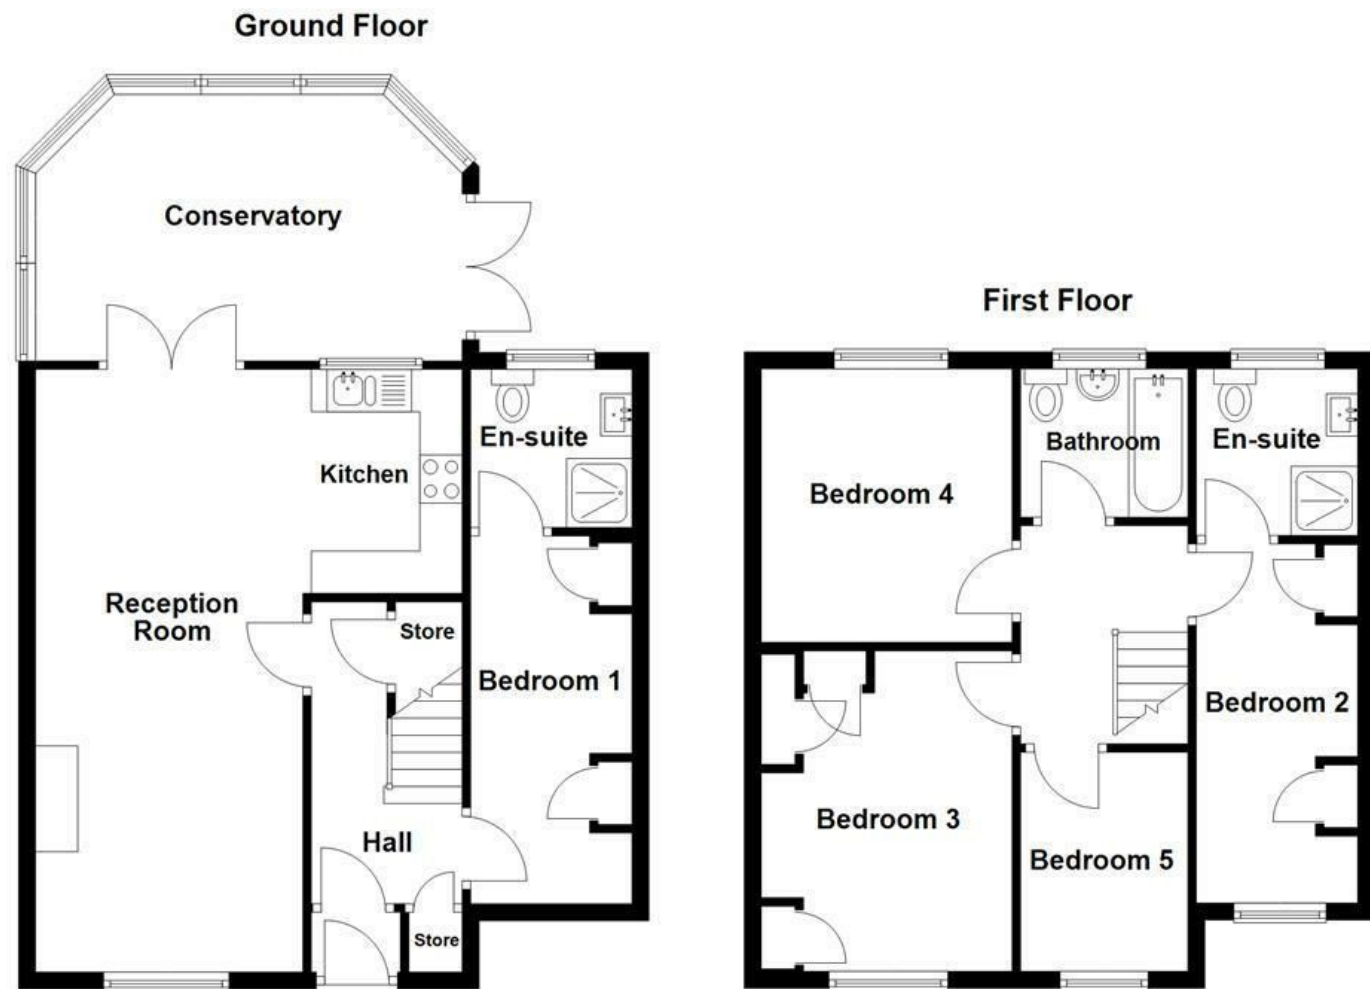 Ground Floor
Conservatory
Kitchen
En-suite
Reception
Room
Store
Bedroom 1
Hall
Store
First Floor
Bedroom 4
Bathroom
En-suite
Bedroom 2
Bedroom 3
Bedroom 5